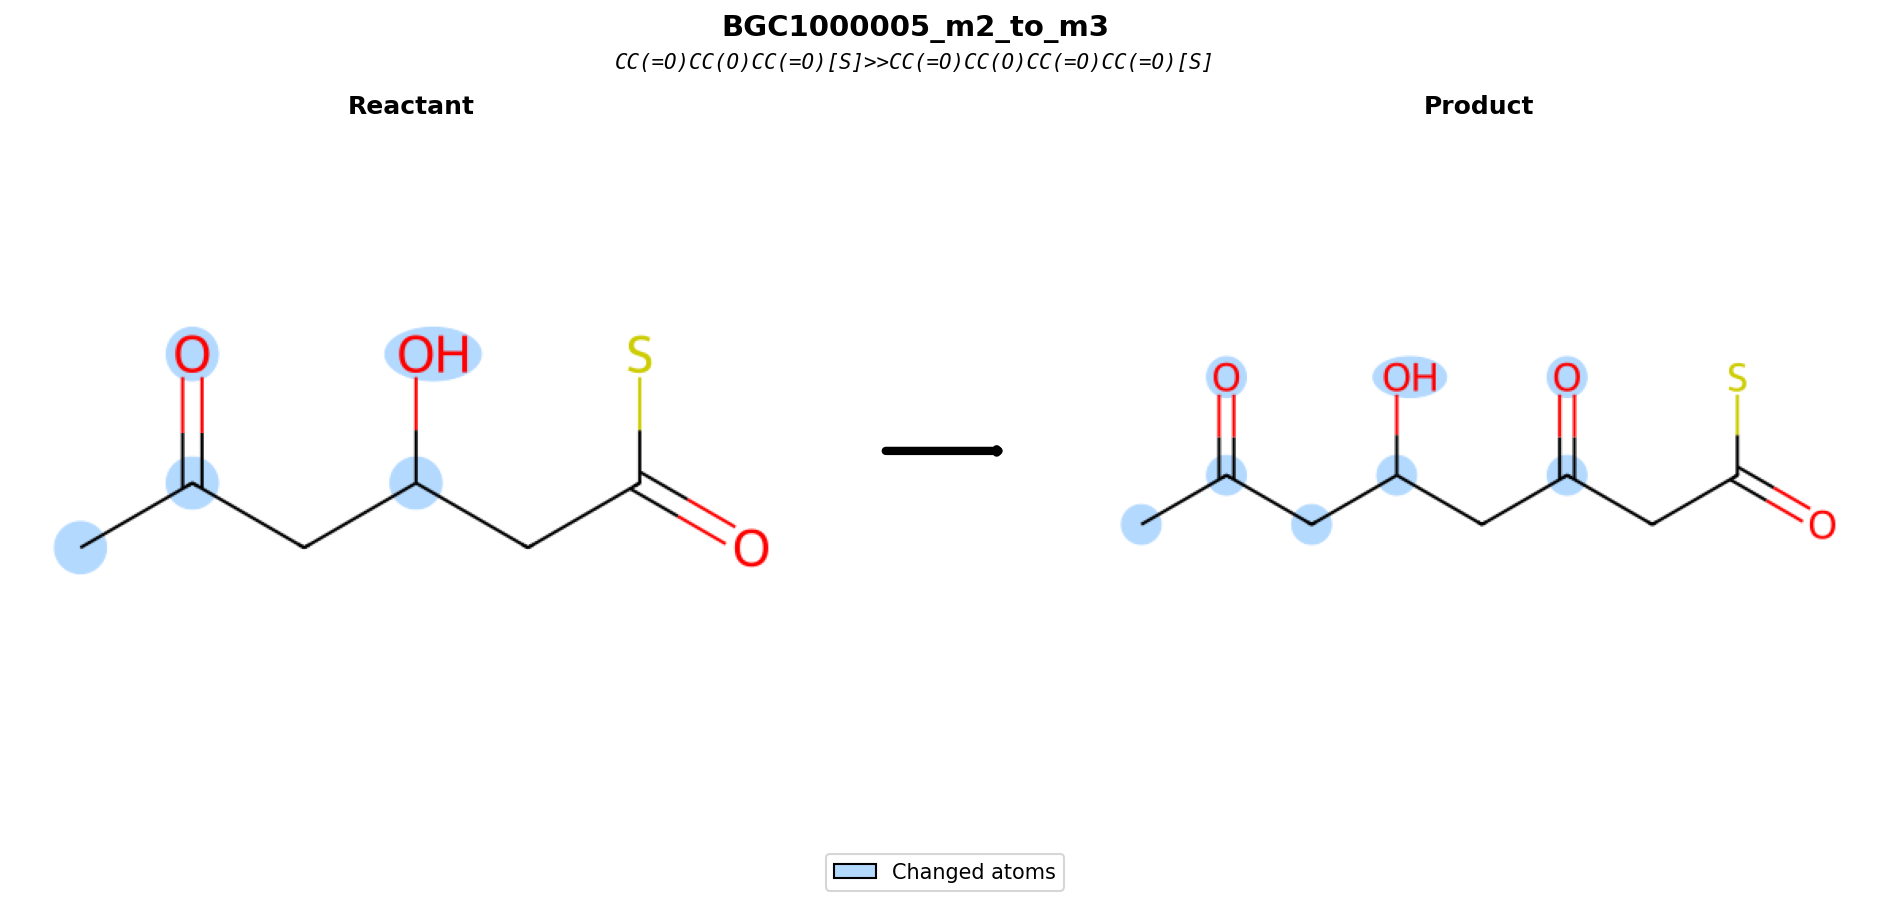 BGC1000005_m2_to_m3
CC(=O)CC(O)CC(=O)[S]>>CC(=O)CC(O)CC(=O)CC(=O)[S]
Reactant
Product
O
OH
S
O
O
OH
O
S
O
Changed atoms